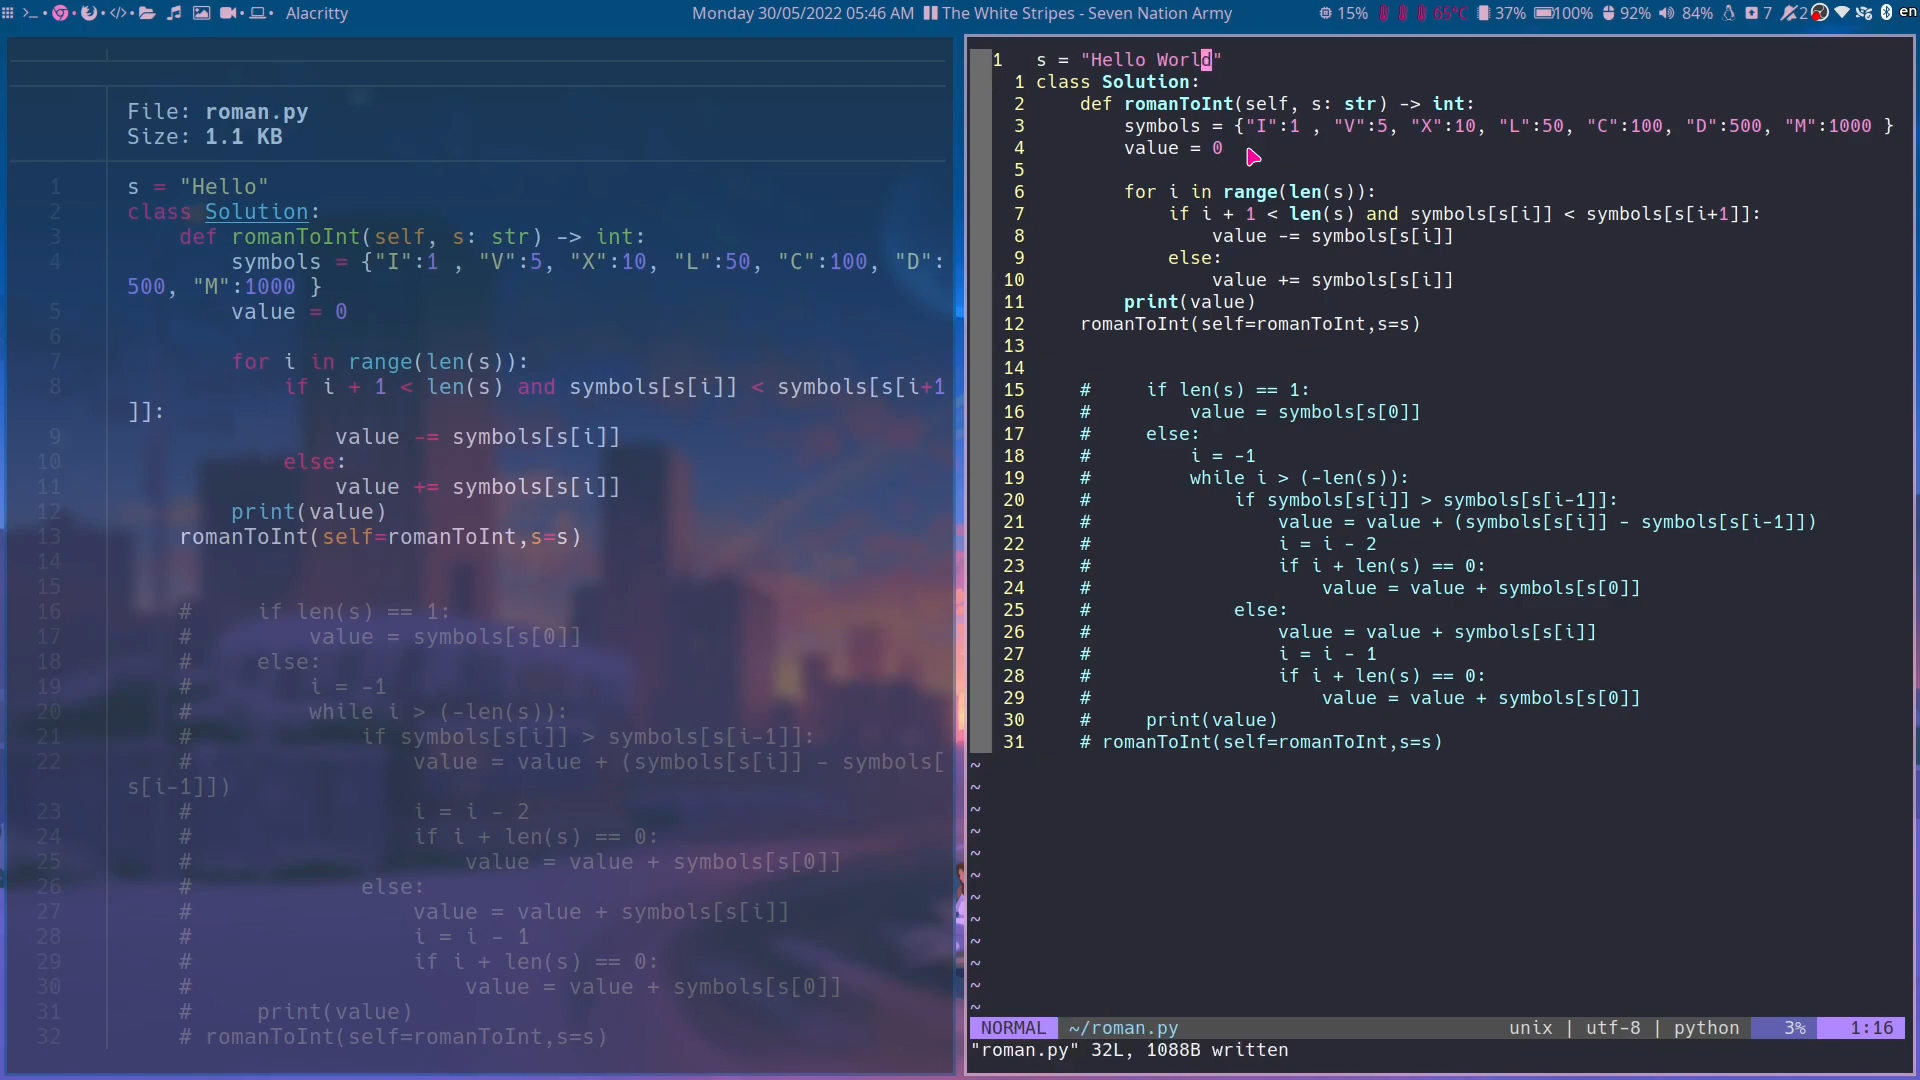 Alacritty
Monday 30/05/2022 05:46 AM The White Stripes - Seven Nation Army
15% 65°C 37% 100% 92% 84% 7 2 en
File: roman.py
Size: 1.1 KB
1 s = "Hello"
2 class Solution:
3 def romanToInt(self, s: str) -> int:
4 symbols = {"I":1 , "V":5, "X":10, "L":50, "C":100, "D":
500, "M":1000 }
5 value = 0
6
7 for i in range(len(s)):
8 if i + 1 < len(s) and symbols[s[i]] < symbols[s[i+1
]]:
9 value -= symbols[s[i]]
10 else:
11 value += symbols[s[i]]
12 print(value)
13 romanToInt(self=romanToInt,s=s)
14
15
16 # if len(s) == 1:
17 # value = symbols[s[0]]
18 # else:
19 # i = -1
20 # while i > (-len(s)):
21 # if symbols[s[i]] > symbols[s[i-1]]:
22 # value = value + (symbols[s[i]] - symbols[
s[i-1]])
23 # i = i - 2
24 # if i + len(s) == 0:
25 # value = value + symbols[s[0]]
26 # else:
27 # value = value + symbols[s[i]]
28 # i = i - 1
29 # if i + len(s) == 0:
30 # value = value + symbols[s[0]]
31 # print(value)
32 # romanToInt(self=romanToInt,s=s)
1 s = "Hello World"
1 class Solution:
2 def romanToInt(self, s: str) -> int:
3 symbols = {"I":1 , "V":5, "X":10, "L":50, "C":100, "D":500, "M":1000 }
4 value = 0
5
6 for i in range(len(s)):
7 if i + 1 < len(s) and symbols[s[i]] < symbols[s[i+1]]:
8 value -= symbols[s[i]]
9 else:
10 value += symbols[s[i]]
11 print(value)
12 romanToInt(self=romanToInt,s=s)
13
14
15 # if len(s) == 1:
16 # value = symbols[s[0]]
17 # else:
18 # i = -1
19 # while i > (-len(s)):
20 # if symbols[s[i]] > symbols[s[i-1]]:
21 # value = value + (symbols[s[i]] - symbols[s[i-1]])
22 # i = i - 2
23 # if i + len(s) == 0:
24 # value = value + symbols[s[0]]
25 # else:
26 # value = value + symbols[s[i]]
27 # i = i - 1
28 # if i + len(s) == 0:
29 # value = value + symbols[s[0]]
30 # print(value)
31 # romanToInt(self=romanToInt,s=s)
~
~
~
~
~
~
~
~
~
~
~
~
NORMAL ~/roman.py unix | utf-8 | python 3% 1:16
"roman.py" 32L, 1088B written